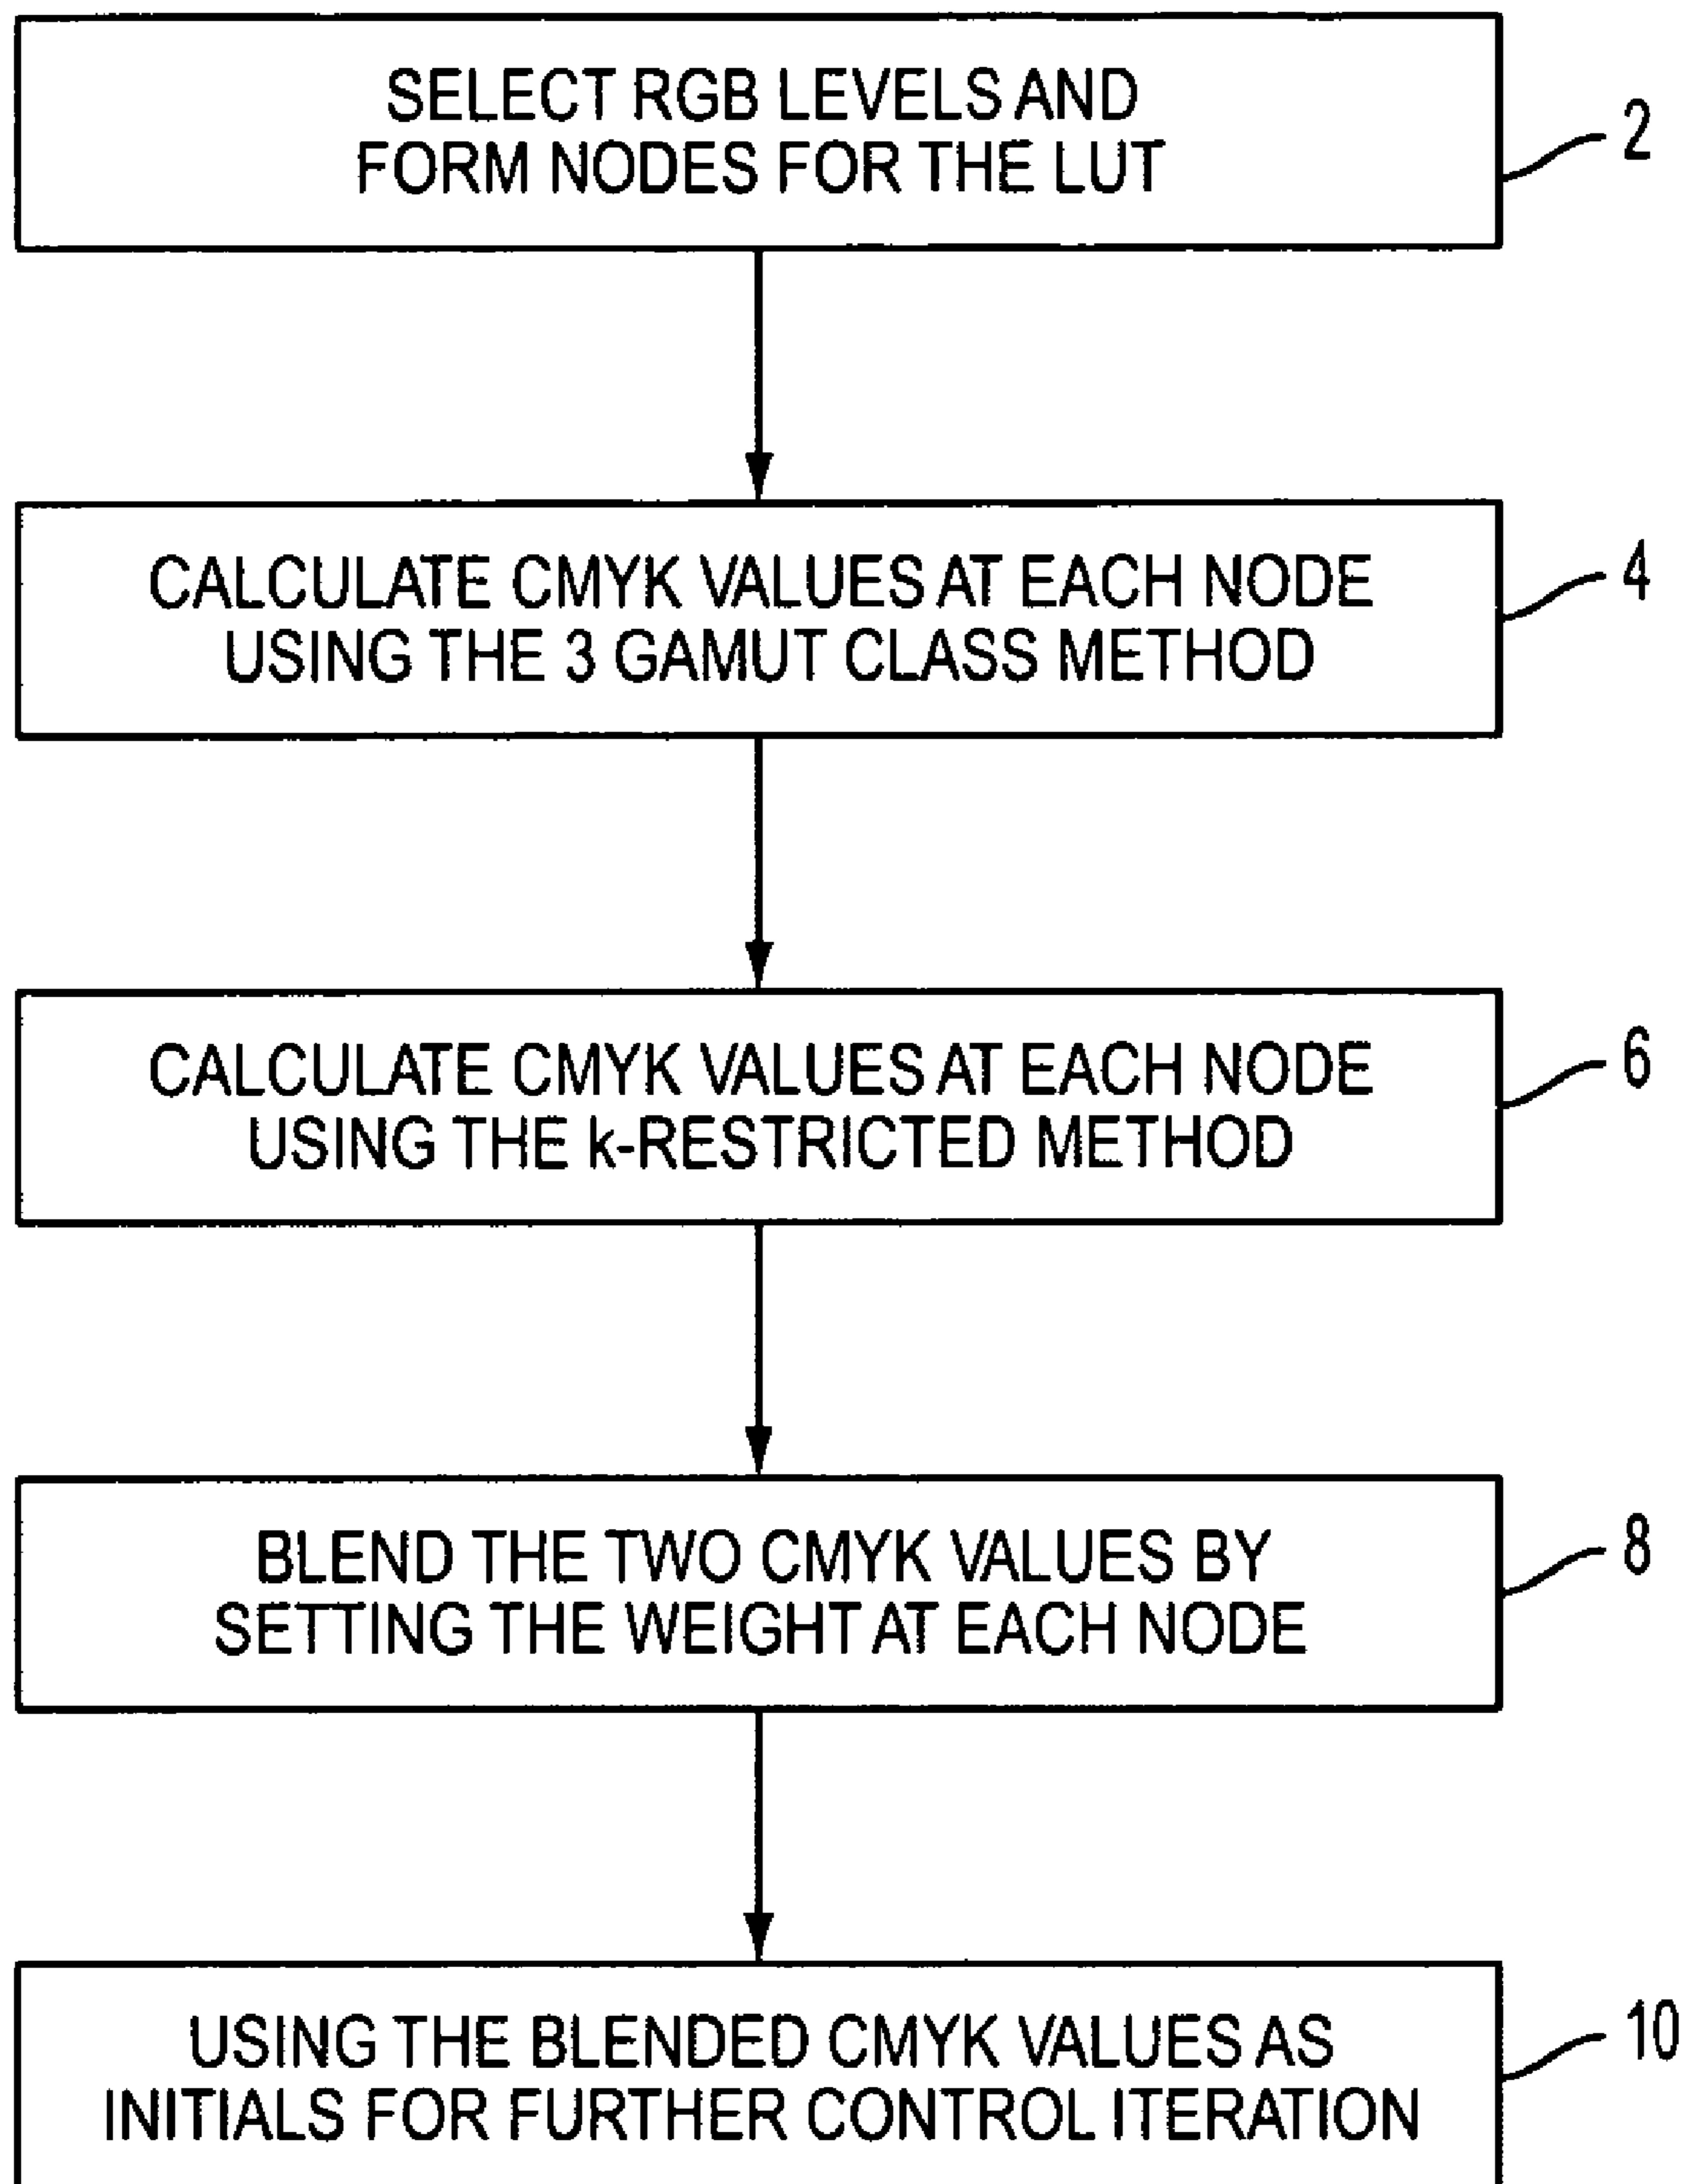 SELECT RGB LEVELS AND
FORM NODES FOR THE LUT
2
CALCULATE CMYK VALUES AT EACH NODE
USING THE 3 GAMUT CLASS METHOD
4
CALCULATE CMYK VALUES AT EACH NODE
USING THE k-RESTRICTED METHOD
6
BLEND THE TWO CMYK VALUES BY
SETTING THE WEIGHT AT EACH NODE
8
USING THE BLENDED CMYK VALUES AS
INITIALS FOR FURTHER CONTROL ITERATION
10